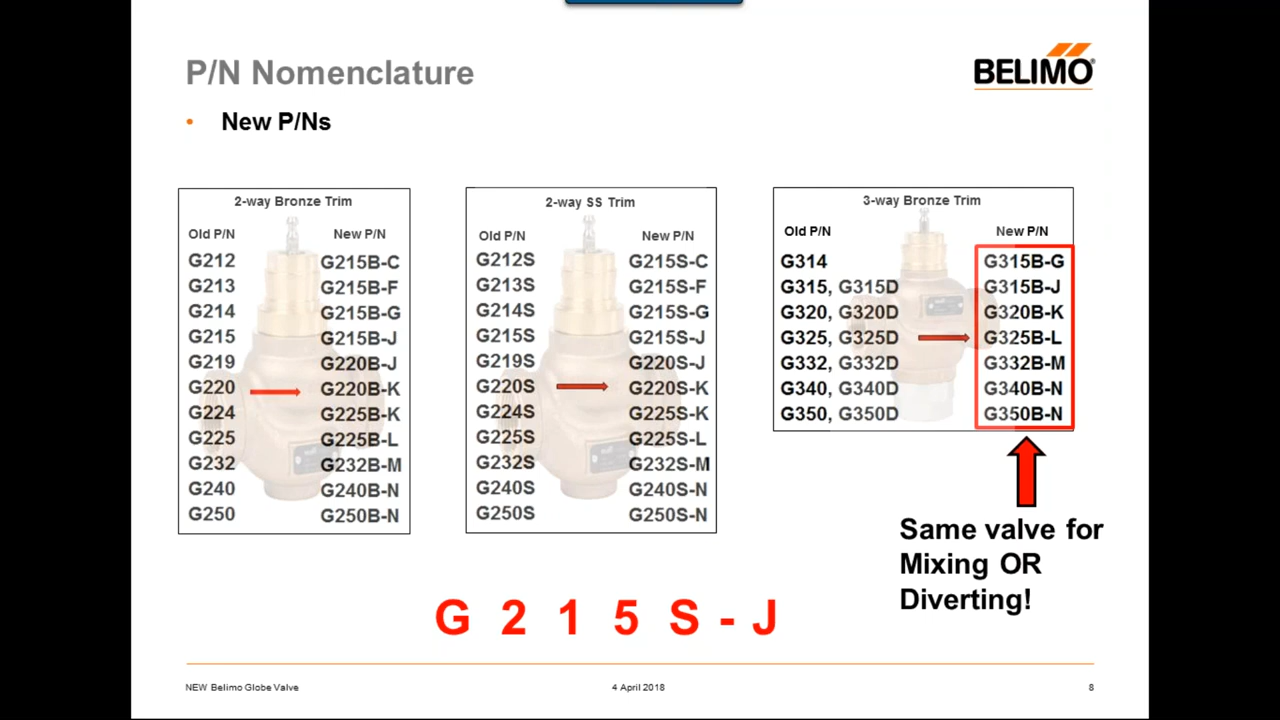 P/N Nomenclature
BELIMO®
• New P/Ns
2-way Bronze Trim
Old P/N New P/N
G212 G215B-C
G213 G215B-F
G214 G215B-G
G215 G215B-J
G219 G220B-J
G220 G220B-K
G224 G225B-K
G225 G225B-L
G232 G232B-M
G240 G240B-N
G250 G250B-N
2-way SS Trim
Old P/N New P/N
G212S G215S-C
G213S G215S-F
G214S G215S-G
G215S G215S-J
G219S G220S-J
G220S G220S-K
G224S G225S-K
G225S G225S-L
G232S G232S-M
G240S G240S-N
G250S G250S-N
3-way Bronze Trim
Old P/N New P/N
G314 G315B-G
G315, G315D G315B-J
G320, G320D G320B-K
G325, G325D G325B-L
G332, G332D G332B-M
G340, G340D G340B-N
G350, G350D G350B-N
Same valve for
Mixing OR
Diverting!
G 2 1 5 S - J
NEW Belimo Globe Valve 4 April 2018 8